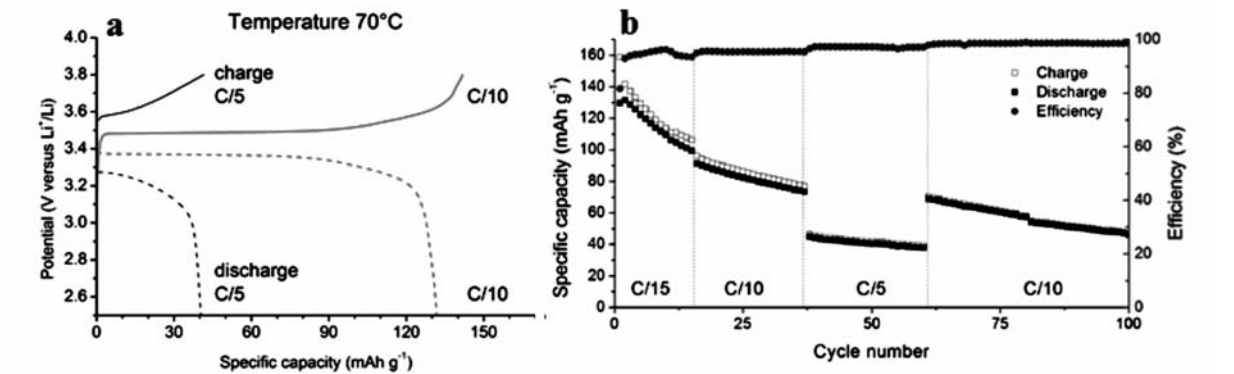 a
Temperature 70°C
4.0
3.8
3.6
3.4
3.2
3.0
2.8
2.6
Potential (V versus Li⁺/Li)
charge
C/5
C/10
discharge
C/5
C/10
0
30
60
90
120
150
Specific capacity (mAh g⁻¹)
b
160
140
120
100
80
60
40
20
0
Specific capacity (mAh g⁻¹)
Charge
Discharge
Efficiency
C/15
C/10
C/5
C/10
100
80
60
40
20
0
Efficiency (%)
0
25
50
75
100
Cycle number